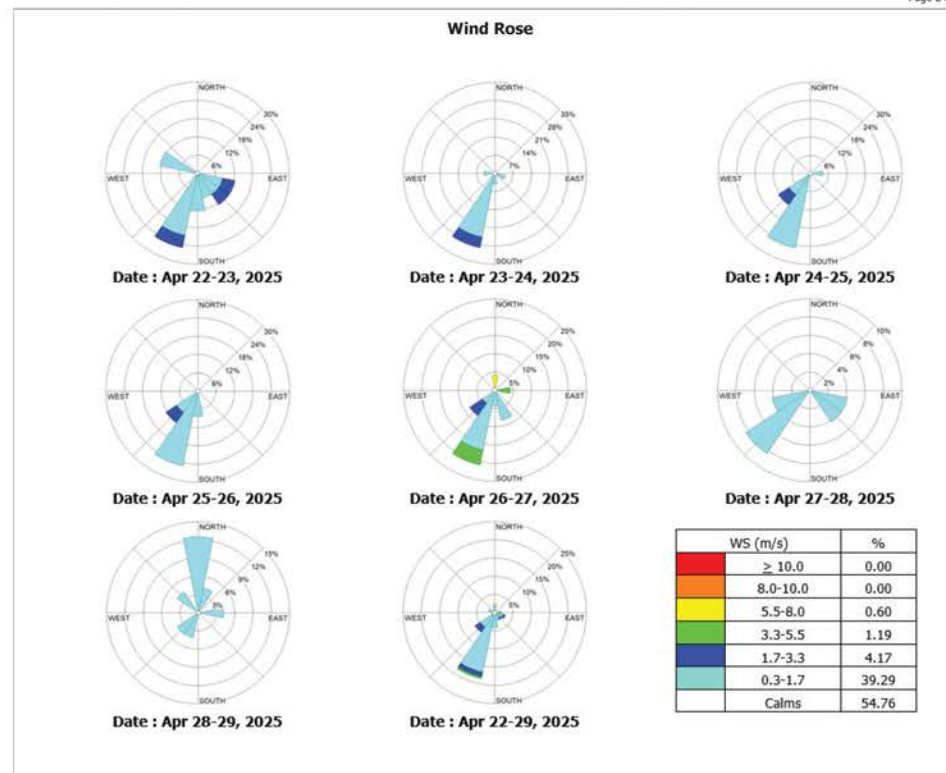 Wind Rose
NORTH
30%
24%
18%
12%
6%
WEST
EAST
SOUTH
Date : Apr 22-23, 2025
NORTH
35%
28%
21%
14%
7%
WEST
EAST
SOUTH
Date : Apr 23-24, 2025
NORTH
30%
24%
18%
12%
6%
WEST
EAST
SOUTH
Date : Apr 24-25, 2025
NORTH
30%
24%
18%
12%
6%
WEST
EAST
SOUTH
Date : Apr 25-26, 2025
NORTH
25%
20%
15%
10%
5%
WEST
EAST
SOUTH
Date : Apr 26-27, 2025
NORTH
10%
8%
6%
4%
2%
WEST
EAST
SOUTH
Date : Apr 27-28, 2025
NORTH
15%
12%
9%
6%
3%
WEST
EAST
SOUTH
Date : Apr 28-29, 2025
NORTH
25%
20%
15%
10%
5%
WEST
EAST
SOUTH
Date : Apr 22-29, 2025
WS (m/s) %
≥ 10.0 0.00
8.0-10.0 0.00
5.5-8.0 0.60
3.3-5.5 1.19
1.7-3.3 4.17
0.3-1.7 39.29
Calms 54.76